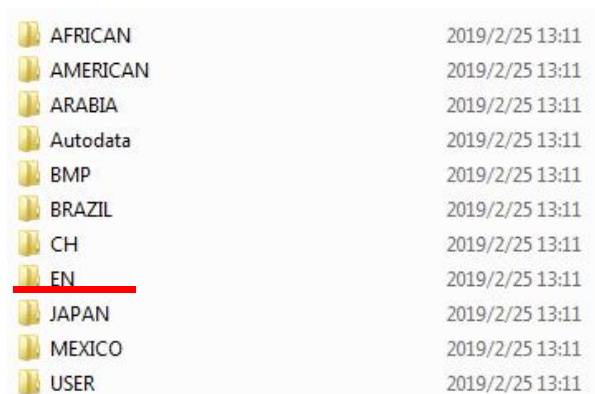 AFRICAN 2019/2/25 13:11
AMERICAN 2019/2/25 13:11
ARABIA 2019/2/25 13:11
Autodata 2019/2/25 13:11
BMP 2019/2/25 13:11
BRAZIL 2019/2/25 13:11
CH 2019/2/25 13:11
EN 2019/2/25 13:11
JAPAN 2019/2/25 13:11
MEXICO 2019/2/25 13:11
USER 2019/2/25 13:11